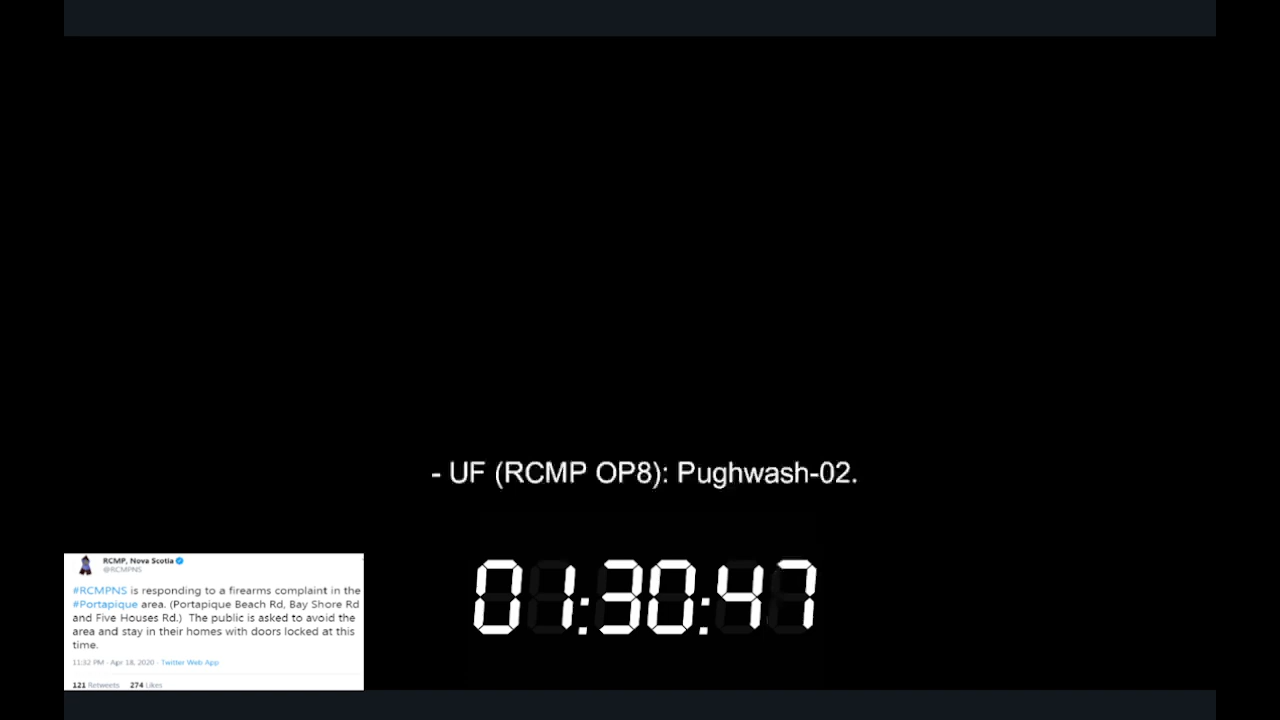 - UF (RCMP OP8): Pughwash-02.
01:30:47
RCMP, Nova Scotia
@RCMPNS
#RCMPNS is responding to a firearms complaint in the
#Portapique area. (Portapique Beach Rd, Bay Shore Rd
and Five Houses Rd.) The public is asked to avoid the
area and stay in their homes with doors locked at this
time.
11:32 PM - Apr 18, 2020 - Twitter Web App
121 Retweets 274 Likes